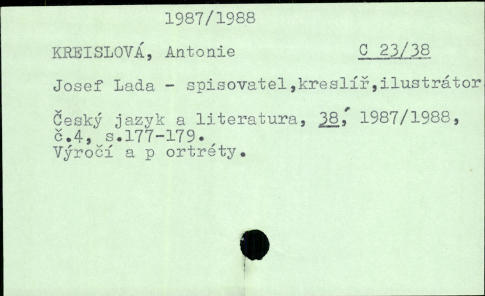 1987/1988
KREISLOVÁ, Antonie C 23/38
Josef Lada - spisovatel,kreslíř,ilustrátor
Český jazyk a literatura, 38, 1987/1988,
č.4, s.177-179.
Výročí a p ortréty.